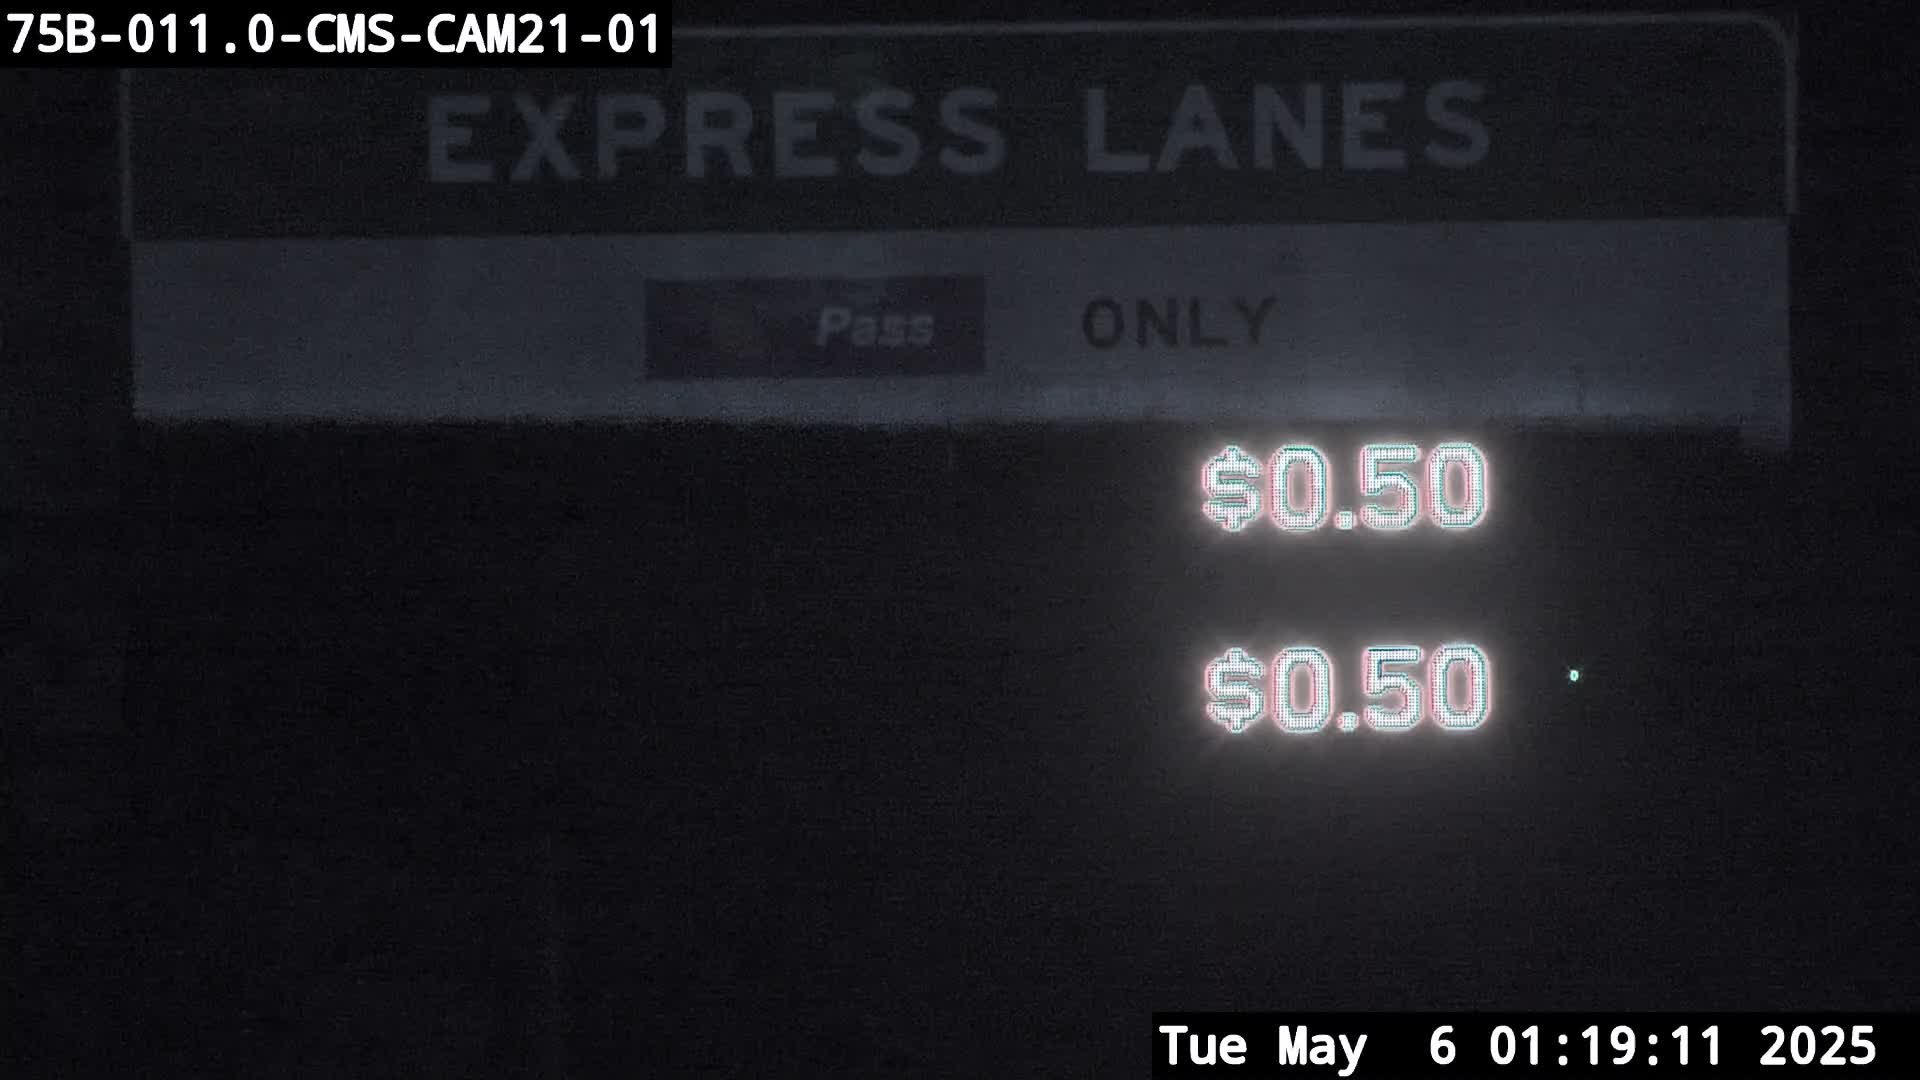 75B-011.0-CMS-CAM21-01
EXPRESS LANES
Pass ONLY
$0.50
$0.50
Tue May 6 01:19:11 2025